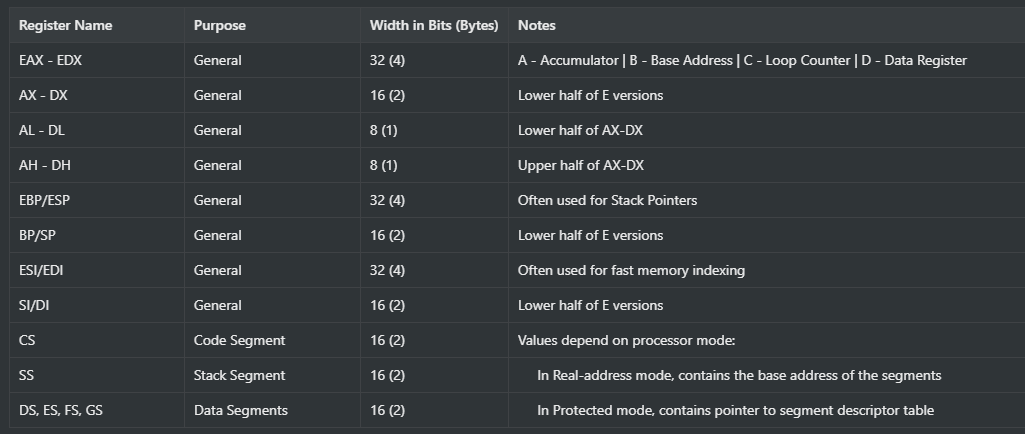 Register Name Purpose Width in Bits (Bytes) Notes
EAX - EDX General 32 (4) A - Accumulator | B - Base Address | C - Loop Counter | D - Data Register
AX - DX General 16 (2) Lower half of E versions
AL - DL General 8 (1) Lower half of AX-DX
AH - DH General 8 (1) Upper half of AX-DX
EBP/ESP General 32 (4) Often used for Stack Pointers
BP/SP General 16 (2) Lower half of E versions
ESI/EDI General 32 (4) Often used for fast memory indexing
SI/DI General 16 (2) Lower half of E versions
CS Code Segment 16 (2) Values depend on processor mode:
SS Stack Segment 16 (2) In Real-address mode, contains the base address of the segments
DS, ES, FS, GS Data Segments 16 (2) In Protected mode, contains pointer to segment descriptor table